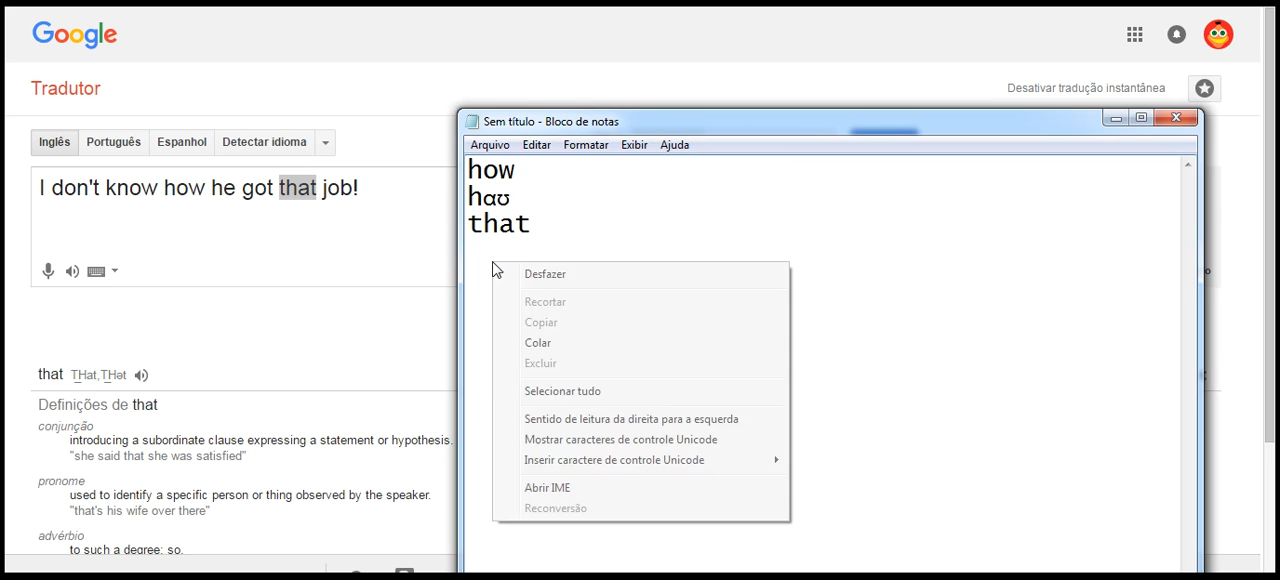 Google
Tradutor
Desativar tradução instantânea
Inglês Português Espanhol Detectar idioma
I don't know how he got that job!
that T̲H̲at,T̲H̲ət
Definições de that
conjunção
introducing a subordinate clause expressing a statement or hypothesis.
"she said that she was satisfied"
pronome
used to identify a specific person or thing observed by the speaker.
"that's his wife over there"
advérbio
to such a degree; so.
Sem título - Bloco de notas
Arquivo Editar Formatar Exibir Ajuda
how
hɑʊ
that
Desfazer
Recortar
Copiar
Colar
Excluir
Selecionar tudo
Sentido de leitura da direita para a esquerda
Mostrar caracteres de controle Unicode
Inserir caractere de controle Unicode
Abrir IME
Reconversão